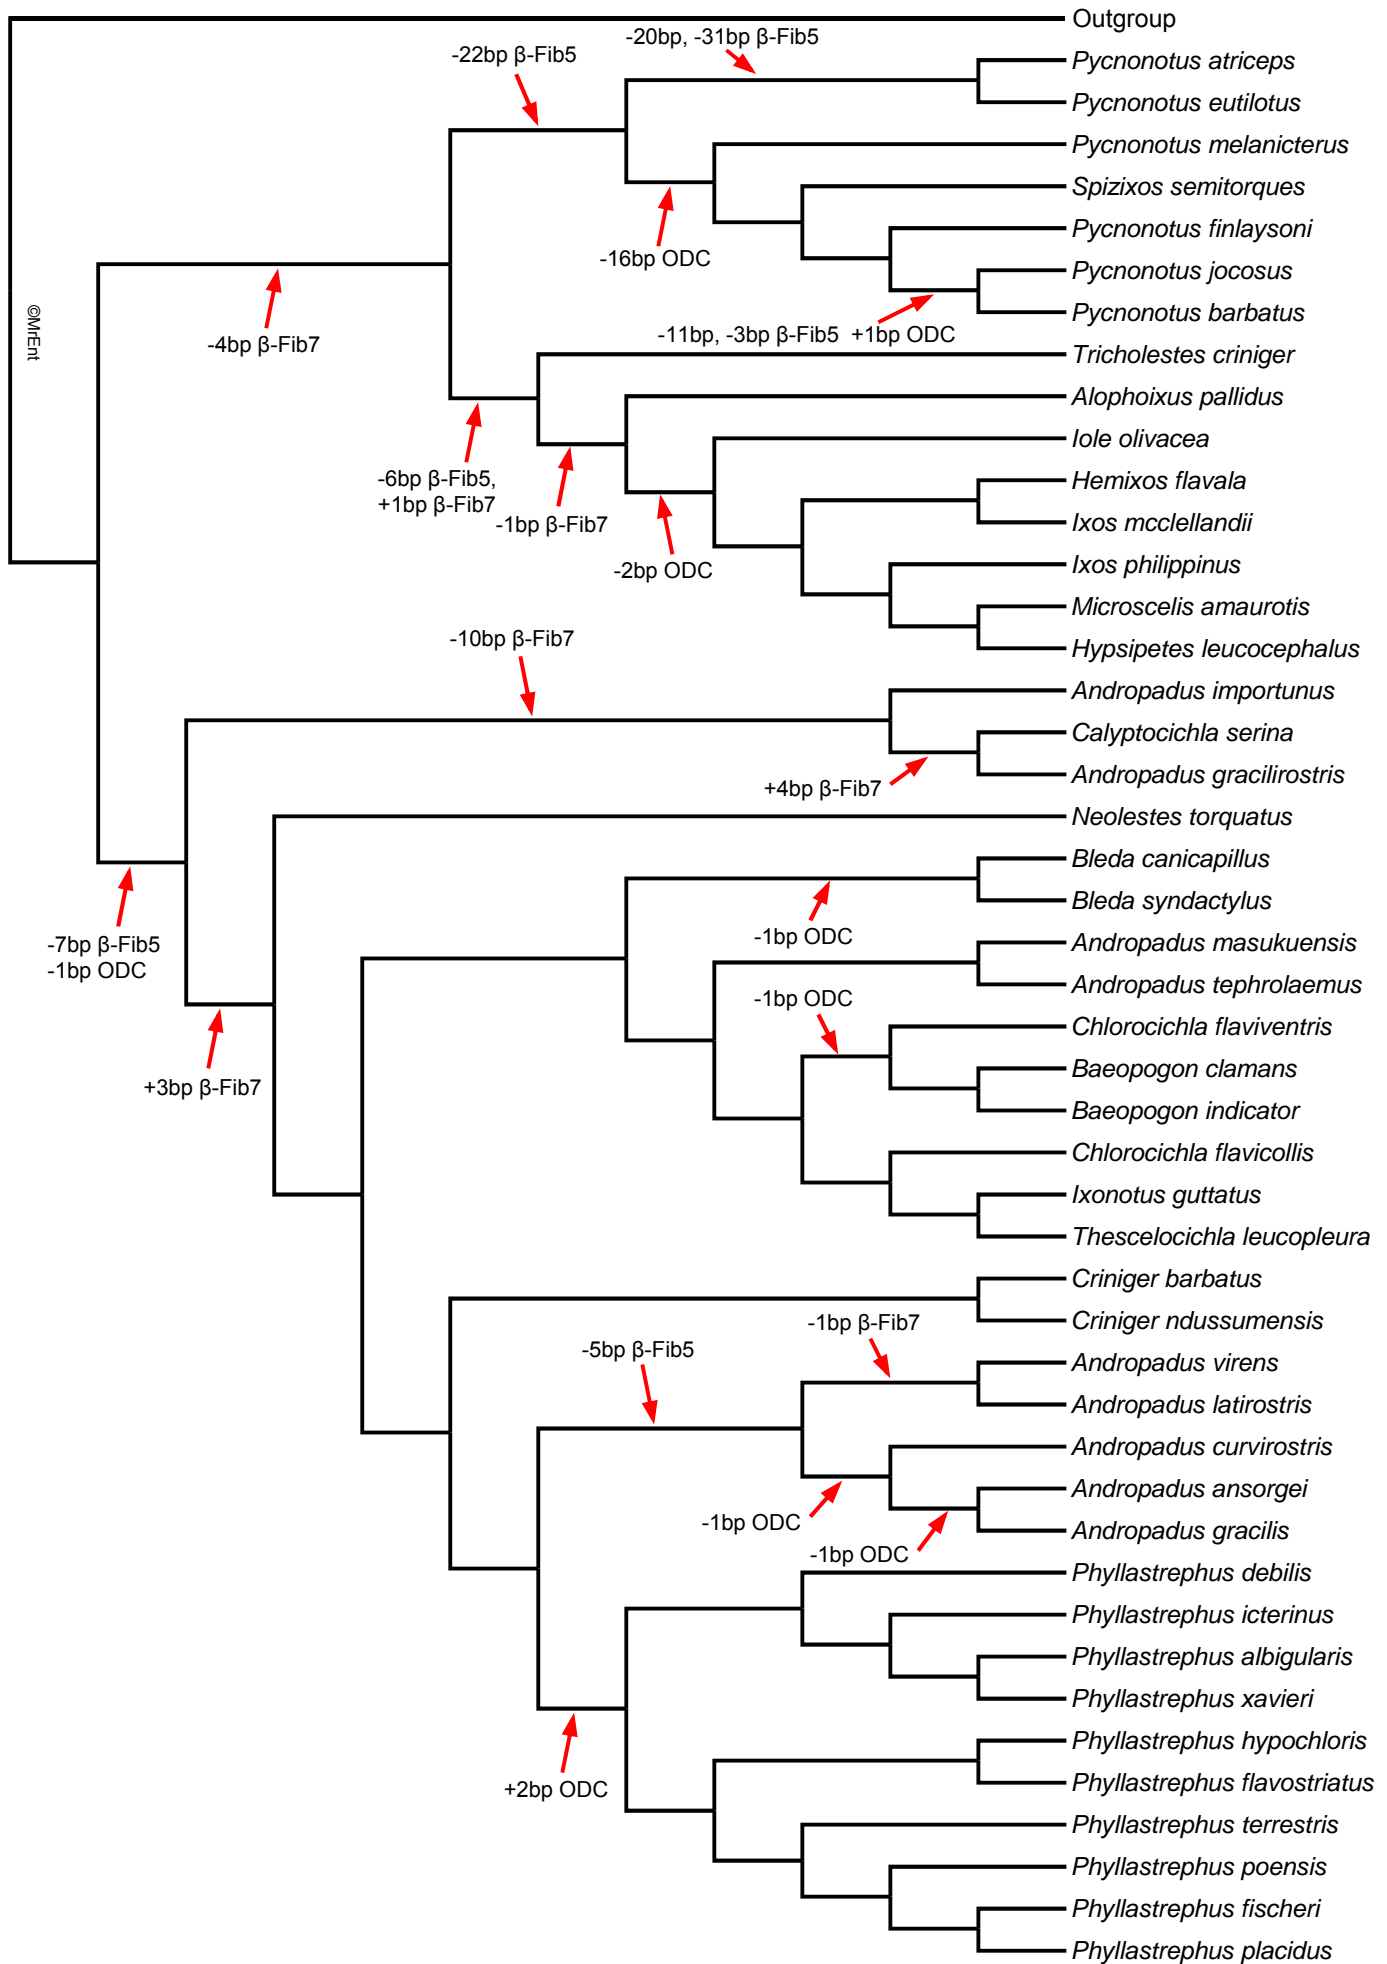 Outgroup
-20bp, -31bp β-Fib5
-22bp β-Fib5
Pycnonotus atriceps
Pycnonotus eutilotus
Pycnonotus melanicterus
Spizixos semitorques
Pycnonotus finlaysoni
-16bp ODC
Pycnonotus jocosus
Pycnonotus barbatus
©MrEnt
-11bp, -3bp β-Fib5 +1bp ODC
-4bp β-Fib7
Tricholestes criniger
Alophoixus pallidus
Iole olivacea
-6bp β-Fib5,
+1bp β-Fib7
Hemixos flavala
-1bp β-Fib7
Ixos mcclellandii
-2bp ODC
Ixos philippinus
Microscelis amaurotis
-10bp β-Fib7
Hypsipetes leucocephalus
Andropadus importunus
Calyptocichla serina
Andropadus gracilirostris
+4bp β-Fib7
Neolestes torquatus
Bleda canicapillus
Bleda syndactylus
-1bp ODC
-7bp β-Fib5
-1bp ODC
Andropadus masukuensis
Andropadus tephrolaemus
-1bp ODC
Chlorocichla flaviventris
Baeopogon clamans
+3bp β-Fib7
Baeopogon indicator
Chlorocichla flavicollis
Ixonotus guttatus
Thescelocichla leucopleura
Criniger barbatus
Criniger ndussumensis
-1bp β-Fib7
-5bp β-Fib5
Andropadus virens
Andropadus latirostris
Andropadus curvirostris
Andropadus ansorgei
-1bp ODC
Andropadus gracilis
-1bp ODC
Phyllastrephus debilis
Phyllastrephus icterinus
Phyllastrephus albigularis
Phyllastrephus xavieri
Phyllastrephus hypochloris
Phyllastrephus flavostriatus
+2bp ODC
Phyllastrephus terrestris
Phyllastrephus poensis
Phyllastrephus fischeri
Phyllastrephus placidus